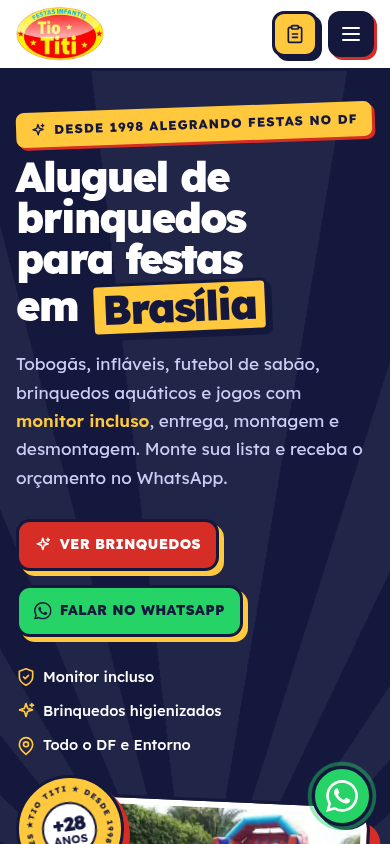 FESTAS INFANTIS
Tio
Titi
DESDE 1998 ALEGRANDO FESTAS NO DF
Aluguel de
brinquedos
para festas
em Brasília
Tobogãs, infláveis, futebol de sabão,
brinquedos aquáticos e jogos com
monitor incluso, entrega, montagem e
desmontagem. Monte sua lista e receba o
orçamento no WhatsApp.
VER BRINQUEDOS
FALAR NO WHATSAPP
Monitor incluso
Brinquedos higienizados
Todo o DF e Entorno
TIO TITI ★ DESDE
+28
ANOS